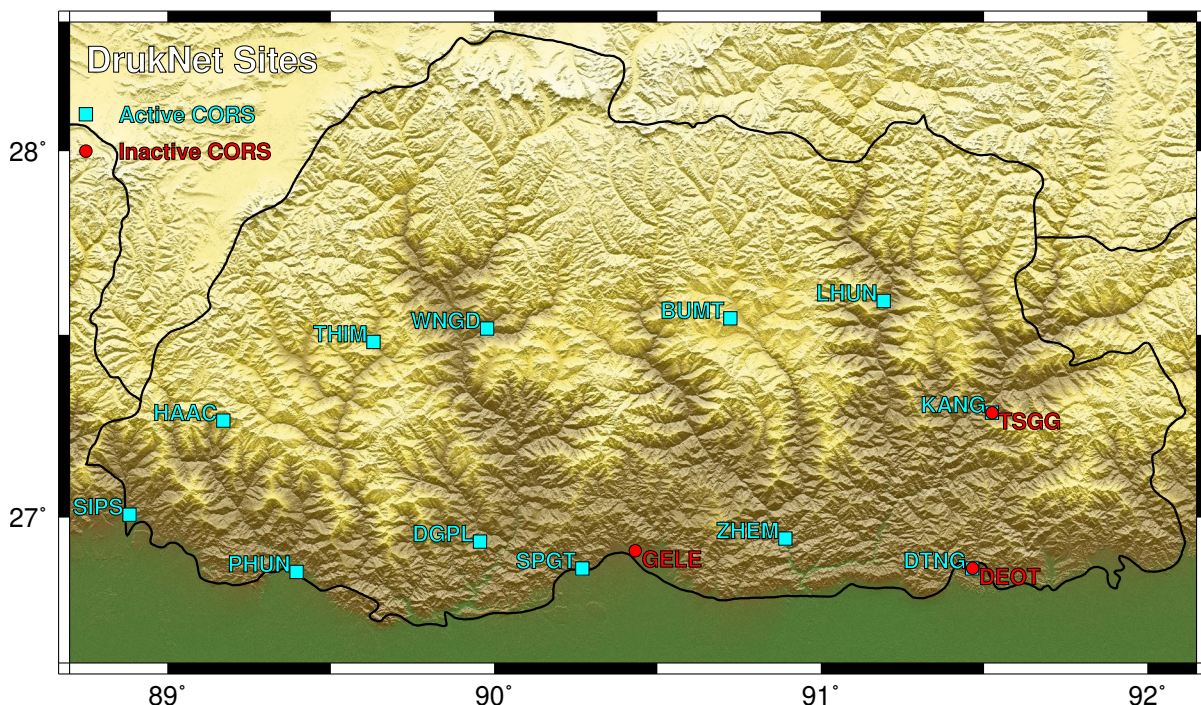 DrukNet Sites
Active CORS
28°
Inactive CORS
LHUN
BUMT
WNGD
THIM
KANG
HAAC
TSGG
SIPS
27°
DGPL
ZHEM
SPGT
GELE
DTNG
PHUN
DEOT
89°
90°
91°
92°